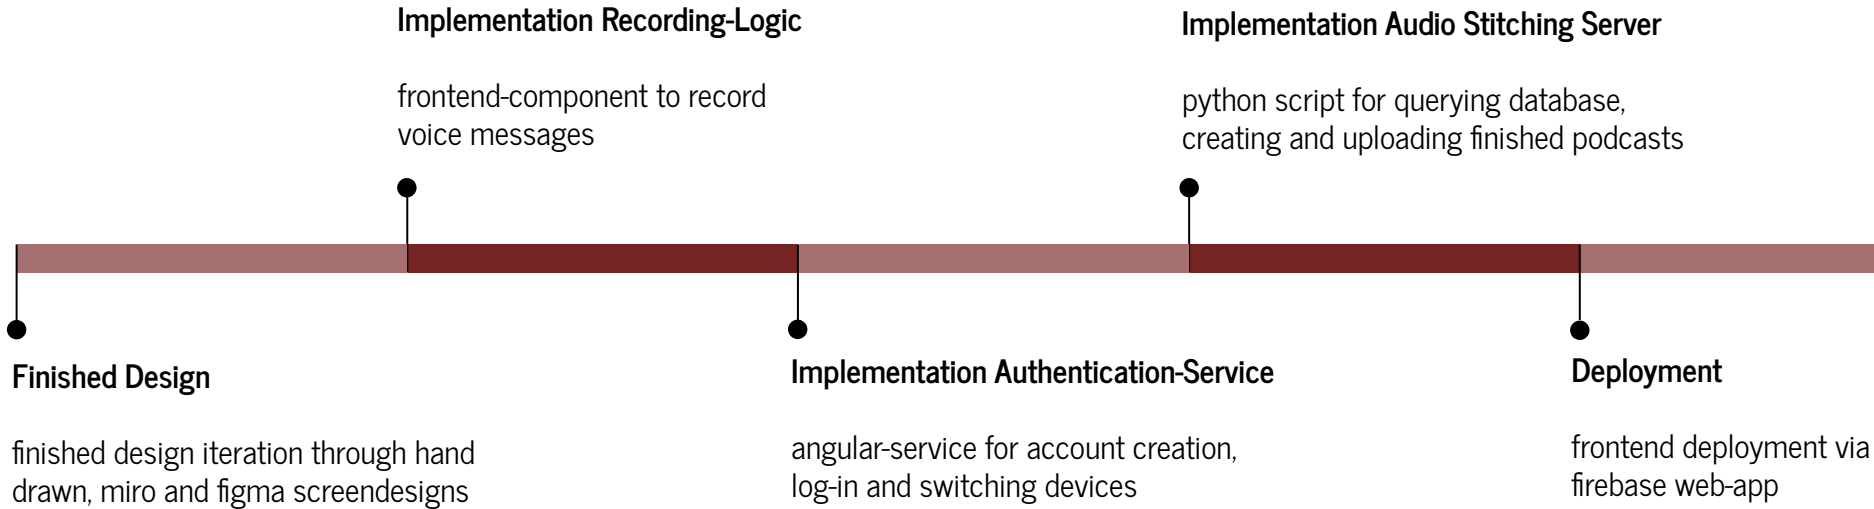 Implementation Recording-Logic
frontend-component to record
voice messages
Implementation Audio Stitching Server
python script for querying database,
creating and uploading finished podcasts
Finished Design
finished design iteration through hand
drawn, miro and figma screendesigns
Implementation Authentication-Service
angular-service for account creation,
log-in and switching devices
Deployment
frontend deployment via
firebase web-app